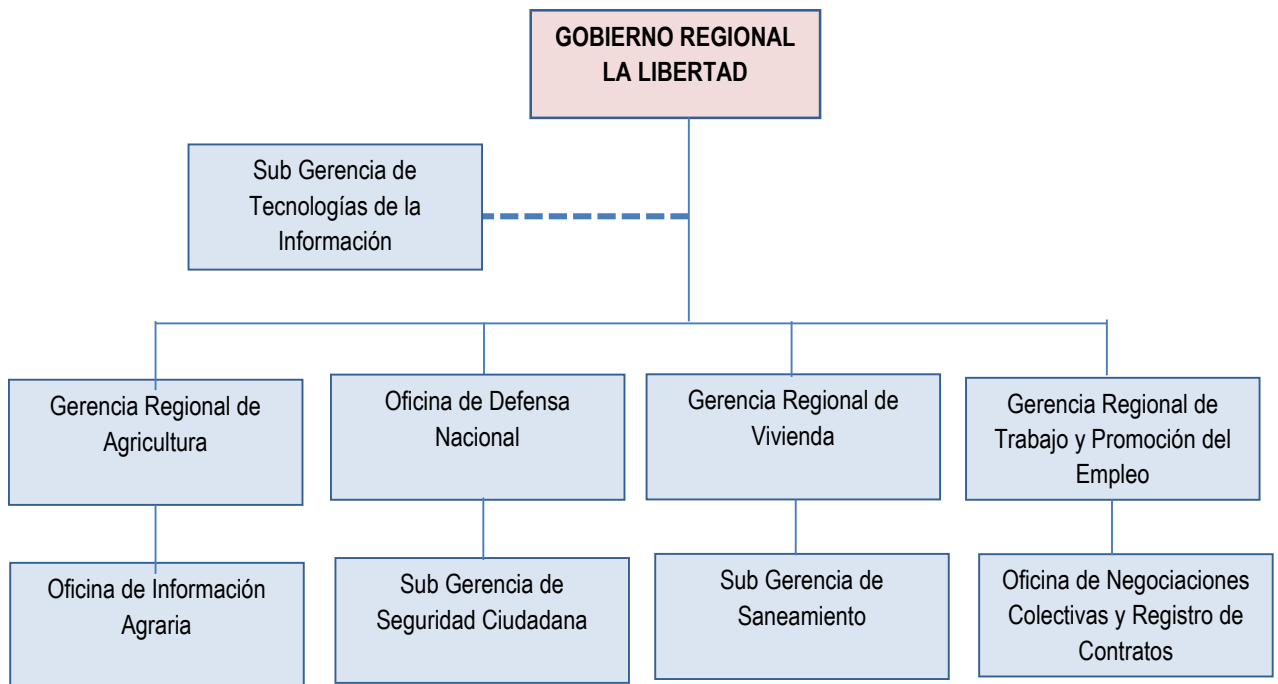 GOBIERNO REGIONAL
LA LIBERTAD
Sub Gerencia de
Tecnologías de la
Información
Gerencia Regional de
Agricultura
Oficina de Defensa
Nacional
Gerencia Regional de
Vivienda
Gerencia Regional de
Trabajo y Promoción del
Empleo
Oficina de Información
Agraria
Sub Gerencia de
Seguridad Ciudadana
Sub Gerencia de
Saneamiento
Oficina de Negociaciones
Colectivas y Registro de
Contratos